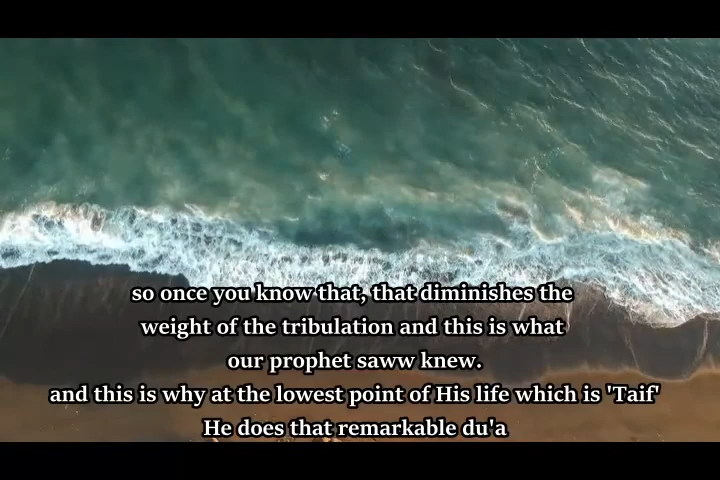 so once you know that, that diminishes the
weight of the tribulation and this is what
our prophet saww knew.
and this is why at the lowest point of His life which is 'Taif'
He does that remarkable du'a